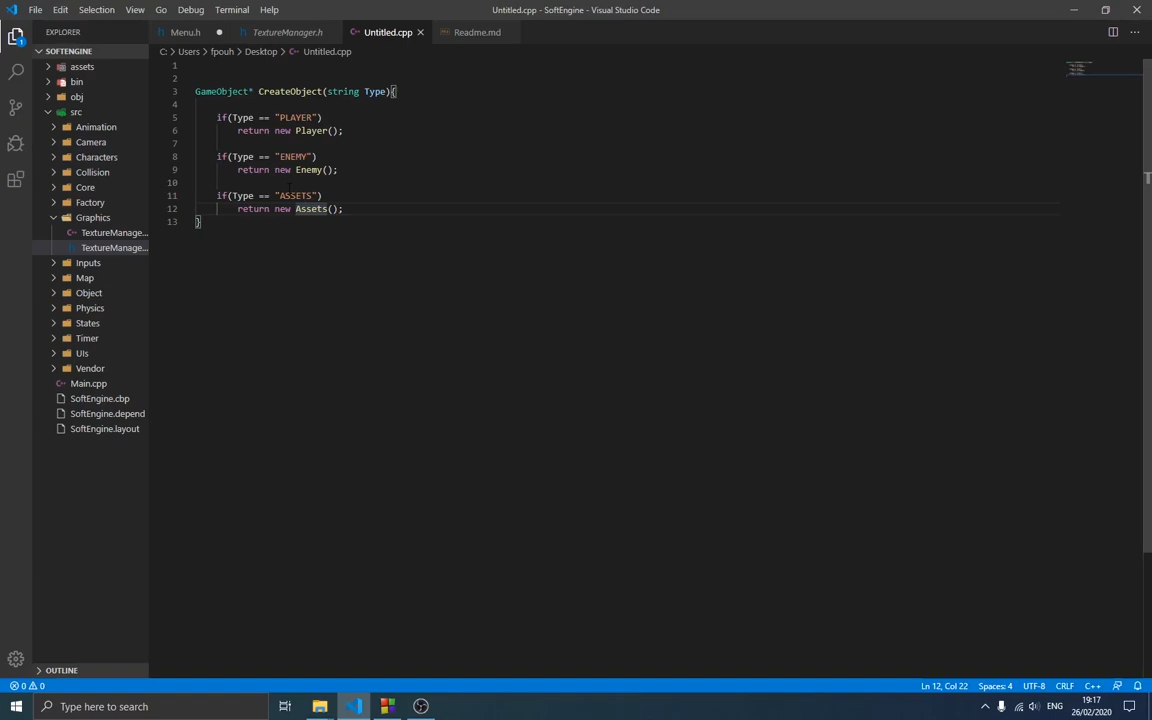 File Edit Selection View Go Debug Terminal Help
Untitled.cpp - SoftEngine - Visual Studio Code
EXPLORER
Menu.h TextureManager.h Untitled.cpp Readme.md
SOFTENGINE
C: > Users > fpouh > Desktop > Untitled.cpp
assets
bin
obj
src
Animation
Camera
Characters
Collision
Core
Factory
Graphics
TextureManage...
TextureManage...
Inputs
Map
Object
Physics
States
Timer
UIs
Vendor
Main.cpp
SoftEngine.cbp
SoftEngine.depend
SoftEngine.layout
OUTLINE
1
1
2
3 GameObject* CreateObject(string Type){
4
5 if(Type == "PLAYER")
6 return new Player();
7
8 if(Type == "ENEMY")
9 return new Enemy();
10
11 if(Type == "ASSETS")
12 return new Assets();
13 }
0 0
Ln 12, Col 22 Spaces: 4 UTF-8 CRLF C++
Type here to search
ENG
19:17
26/02/2020